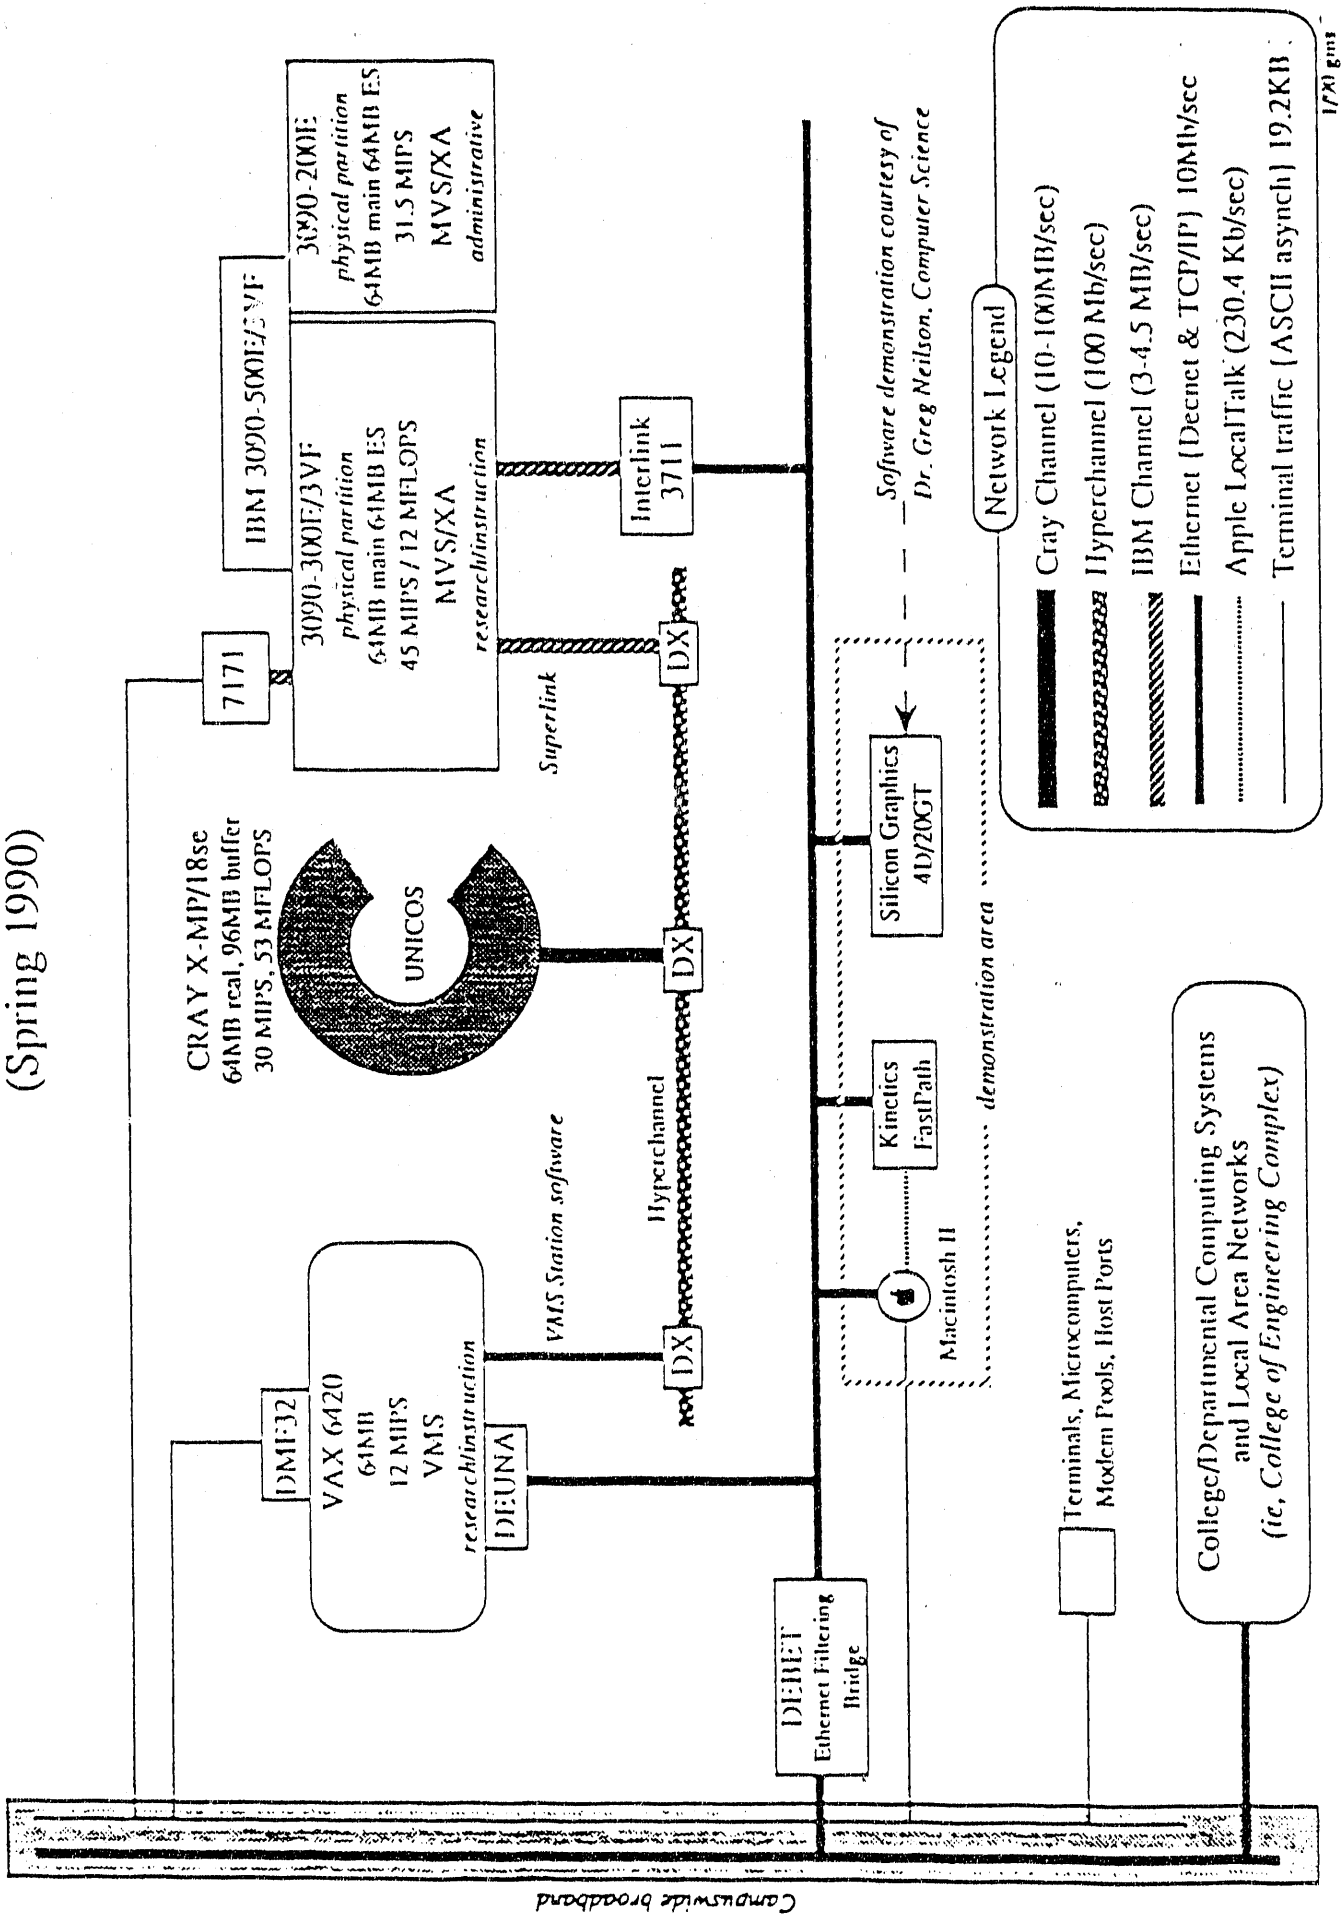 (Spring 1990)
CRAY X-MP/18se
64MB real, 96MB buffer
30 MIPS, 53 MFLOPS
UNICOS
7171
IBM 3090-500E/3VF
3090-300E/3VF
physical partition
64MB main 64MB ES
45 MIPS / 12 MFLOPS
MVS/XA
research/instruction
3090-200E
physical partition
64MB main 64MB ES
31.5 MIPS
MVS/XA
administrative
DMF32
VAX 6420
64MB
12 MIPS
VMS
research/instruction
DEUNA
VMS Station software
Superlink
Hyperchannel
DX
DX
DX
Interlink
3711
DEBET
Ethernet Filtering
Bridge
Macintosh II
Kinetics
FastPath
Silicon Graphics
4D/20GT
demonstration area
Software demonstration courtesy of
Dr. Greg Neilson, Computer Science
Terminals, Microcomputers,
Modem Pools, Host Ports
College/Departmental Computing Systems
and Local Area Networks
(ie, College of Engineering Complex)
Network Legend
Cray Channel (10-100MB/sec)
Hyperchannel (100 Mb/sec)
IBM Channel (3-4.5 MB/sec)
Ethernet [Decnet & TCP/IP] 10Mb/sec
Apple LocalTalk (230.4 Kb/sec)
Terminal traffic [ASCII asynch] 19.2KB
gms
Campuswide broadband